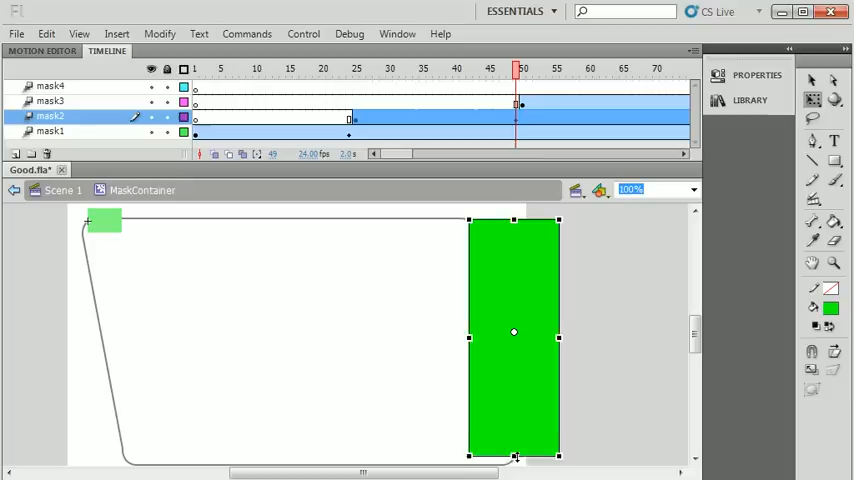 Fl ESSENTIALS CS Live
File Edit View Insert Modify Text Commands Control Debug Window Help
MOTION EDITOR TIMELINE
1 5 10 15 20 25 30 35 40 45 50 55 60 65 70
mask4
mask3
mask2
mask1
49 24.00 fps 2.0 s
Good.fla*
Scene 1 MaskContainer 100%
PROPERTIES
LIBRARY
T